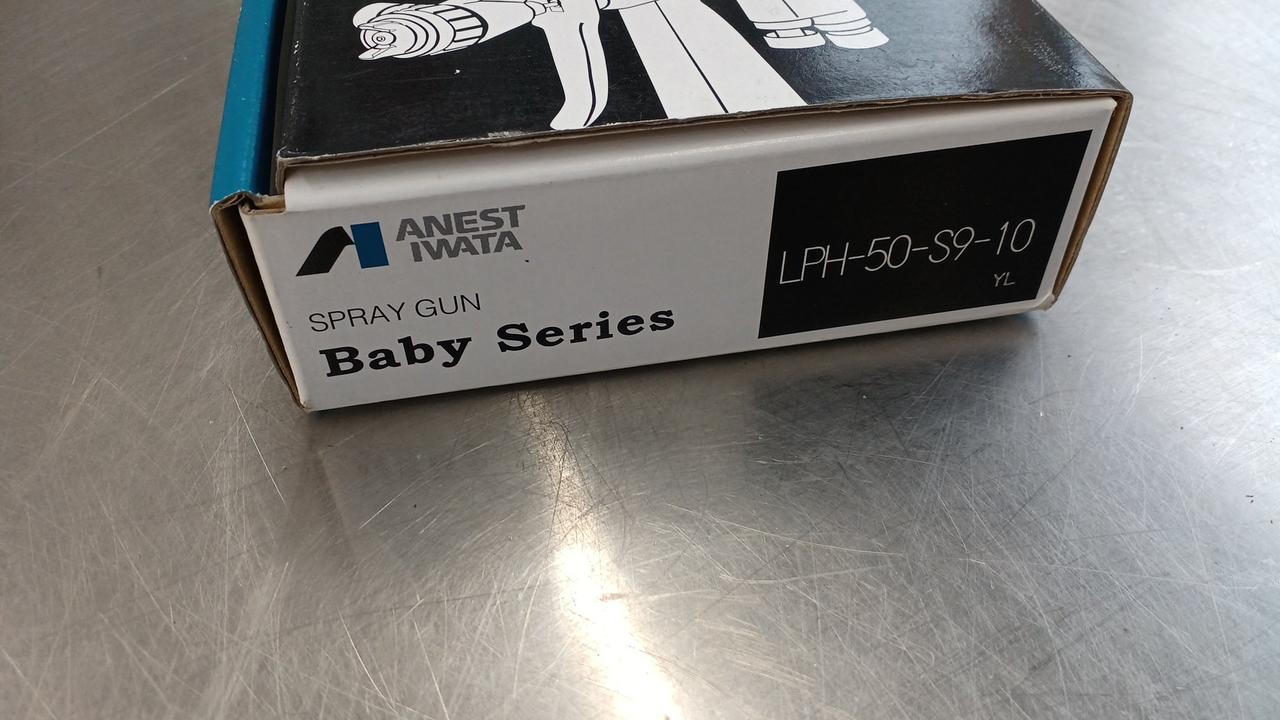 ANEST
IWATA
SPRAY GUN
Baby Series
LPH-50-S9-10
YL